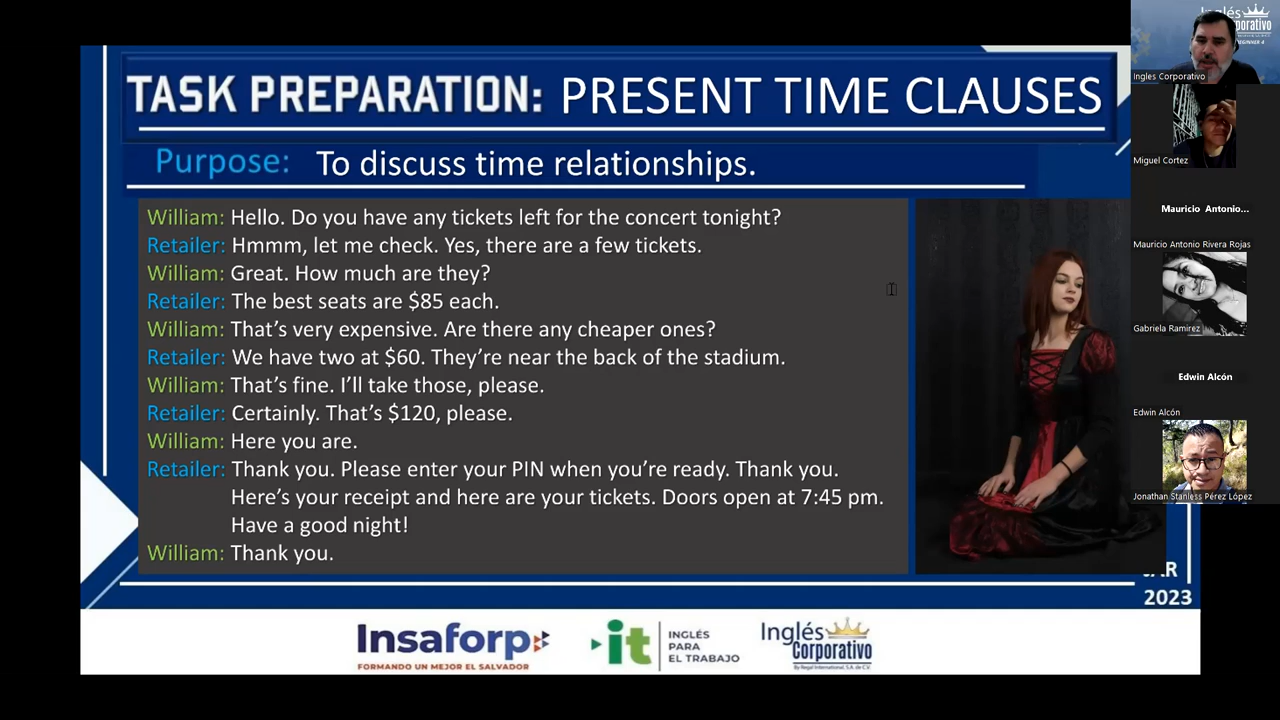 TASK PREPARATION: PRESENT TIME CLAUSES
Purpose: To discuss time relationships.
William: Hello. Do you have any tickets left for the concert tonight?
Retailer: Hmmm, let me check. Yes, there are a few tickets.
William: Great. How much are they?
Retailer: The best seats are $85 each.
William: That's very expensive. Are there any cheaper ones?
Retailer: We have two at $60. They're near the back of the stadium.
William: That's fine. I'll take those, please.
Retailer: Certainly. That's $120, please.
William: Here you are.
Retailer: Thank you. Please enter your PIN when you're ready. Thank you.
Here's your receipt and here are your tickets. Doors open at 7:45 pm.
Have a good night!
William: Thank you.
2023
Insaforp
FORMANDO UN MEJOR EL SALVADOR
it
INGLÉS
PARA
EL TRABAJO
Inglés
Corporativo
By Regal International, S.A. de C.V.
Inglés
Ingles Corporativo
Miguel Cortez
Mauricio Antonio...
Mauricio Antonio Rivera Rojas
Gabriela Ramirez
Edwin Alcón
Edwin Alcón
Jonathan Stanless Pérez López